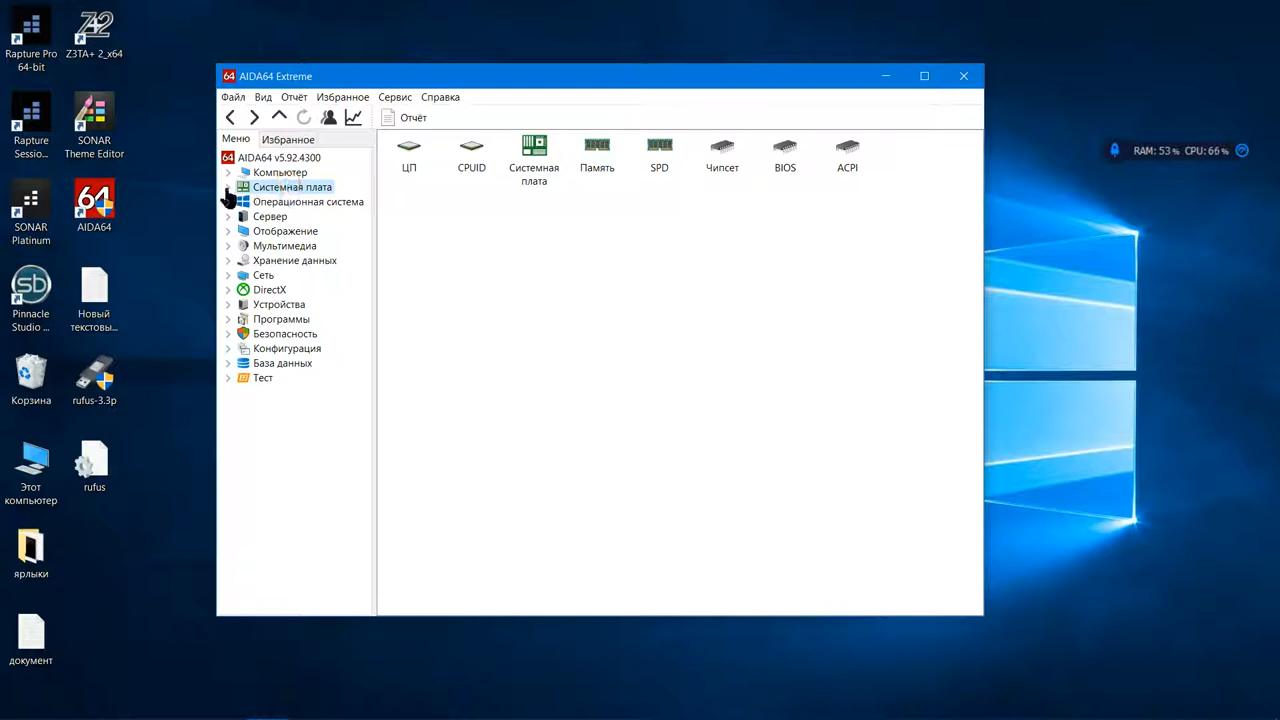 Rapture Pro
64-bit
Z3TA+ 2_x64
Rapture
Sessio...
SONAR
Theme Editor
SONAR
Platinum
AIDA64
Pinnacle
Studio ...
Новый
текстовы...
Корзина
rufus-3.3p
Этот
компьютер
rufus
ярлыки
документ
64 AIDA64 Extreme
Файл Вид Отчёт Избранное Сервис Справка
Отчёт
Меню Избранное
64 AIDA64 v5.92.4300
Компьютер
Системная плата
Операционная система
Сервер
Отображение
Мультимедиа
Хранение данных
Сеть
DirectX
Устройства
Программы
Безопасность
Конфигурация
База данных
Тест
ЦП CPUID Системная
плата Память SPD Чипсет BIOS ACPI
RAM: 53% CPU: 66%